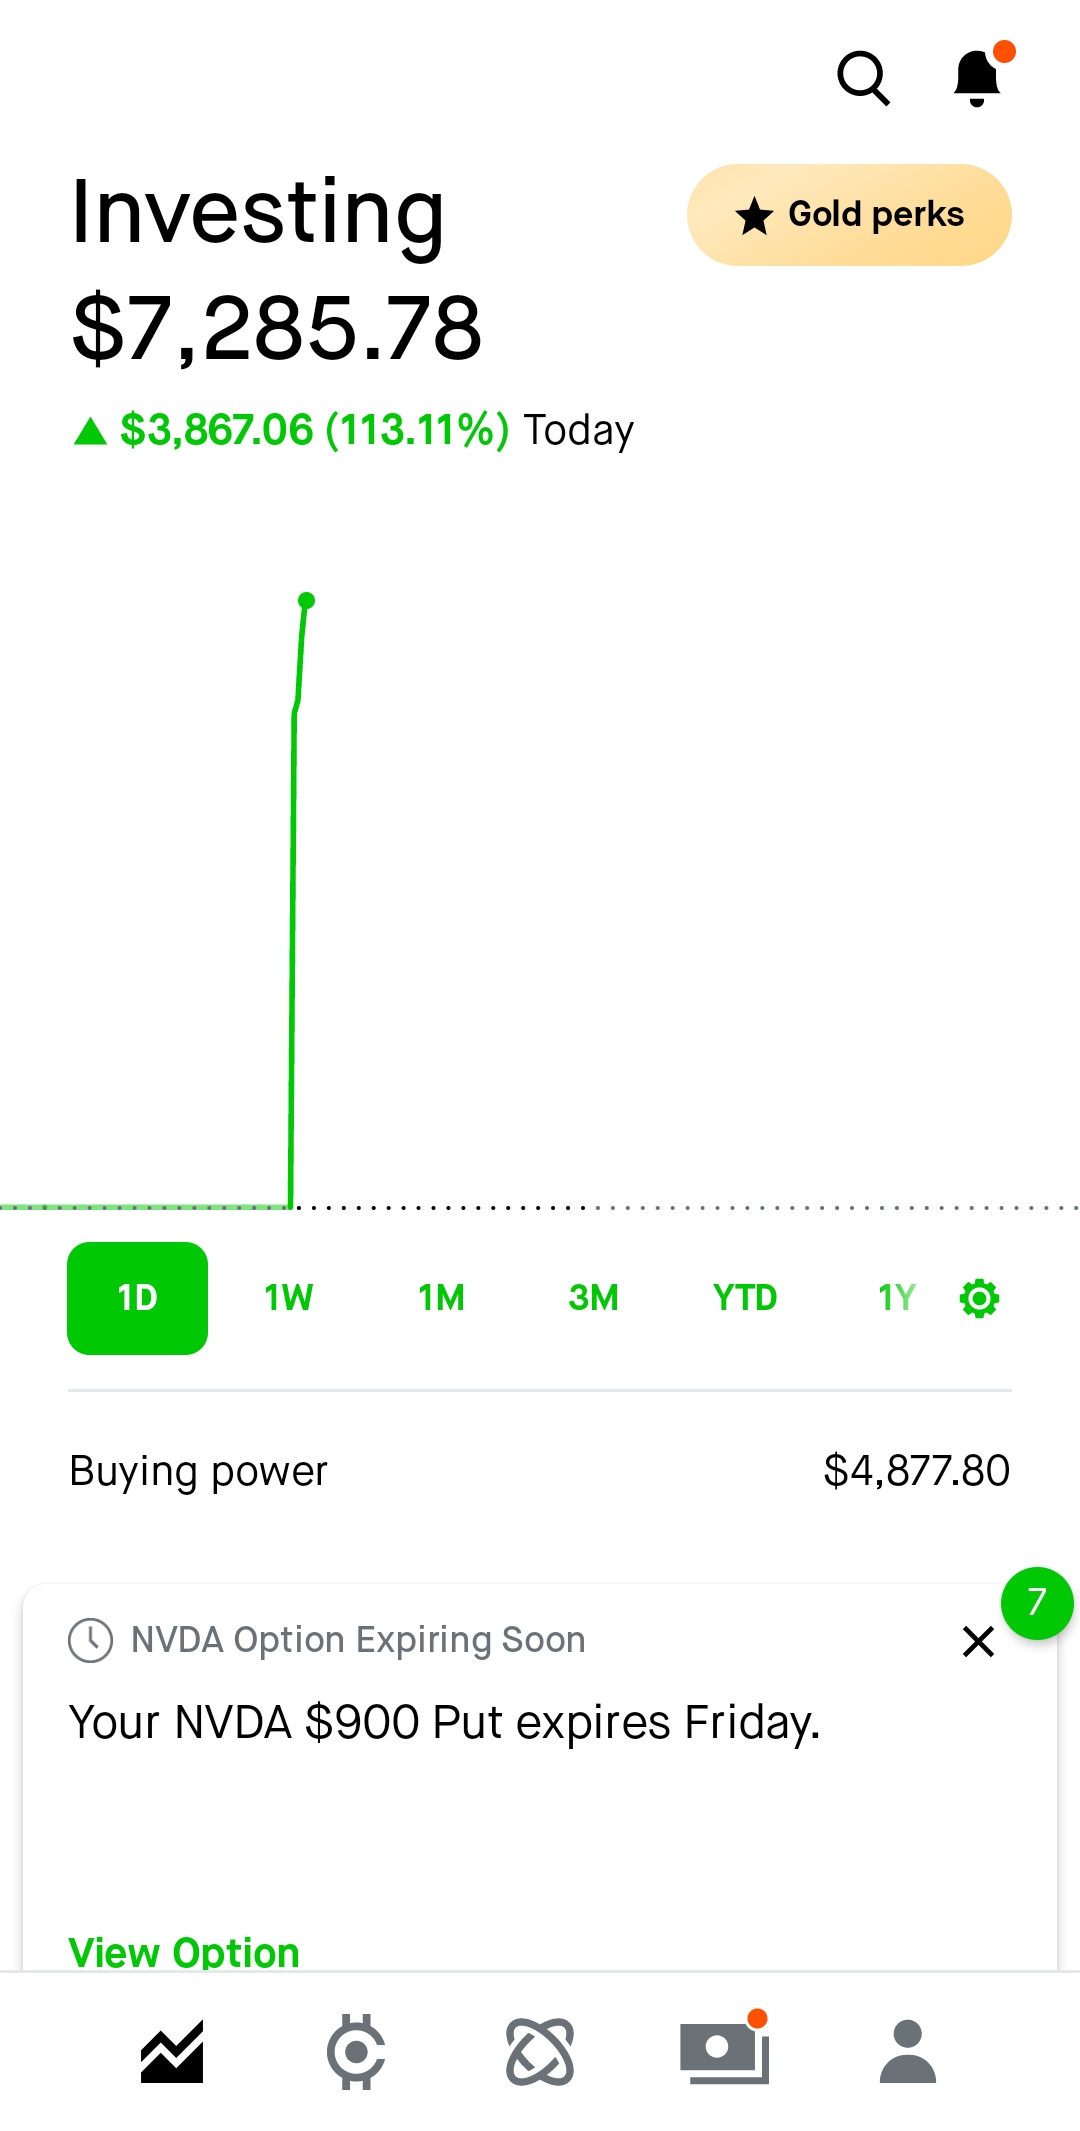 Investing
Gold perks
$7,285.78
▲ $3,867.06 (113.11%) Today
1D 1W 1M 3M YTD 1Y
Buying power $4,877.80
7
NVDA Option Expiring Soon
Your NVDA $900 Put expires Friday.
View Option